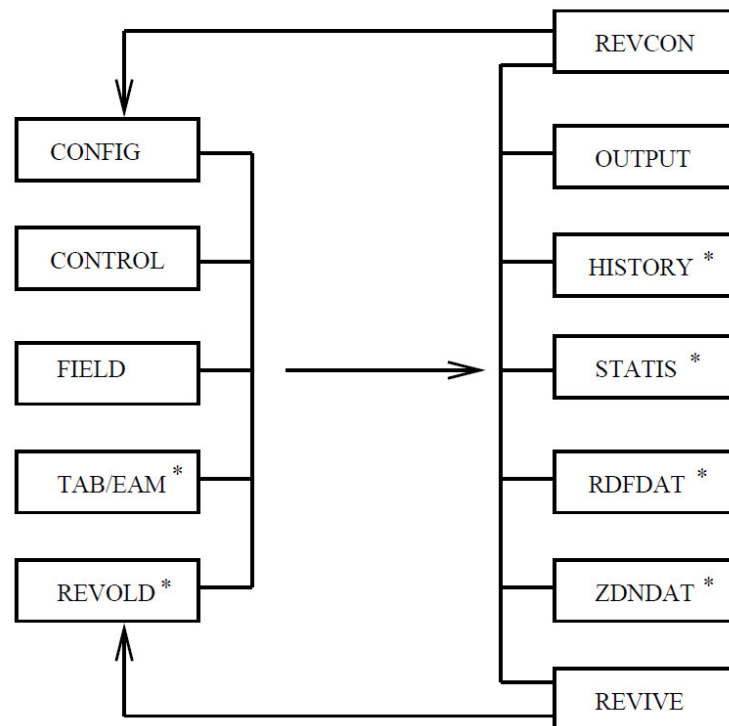 REVCON
CONFIG
OUTPUT
CONTROL
HISTORY *
FIELD
STATIS *
TAB/EAM *
RDFDAT *
REVOLD *
ZDNDAT *
REVIVE